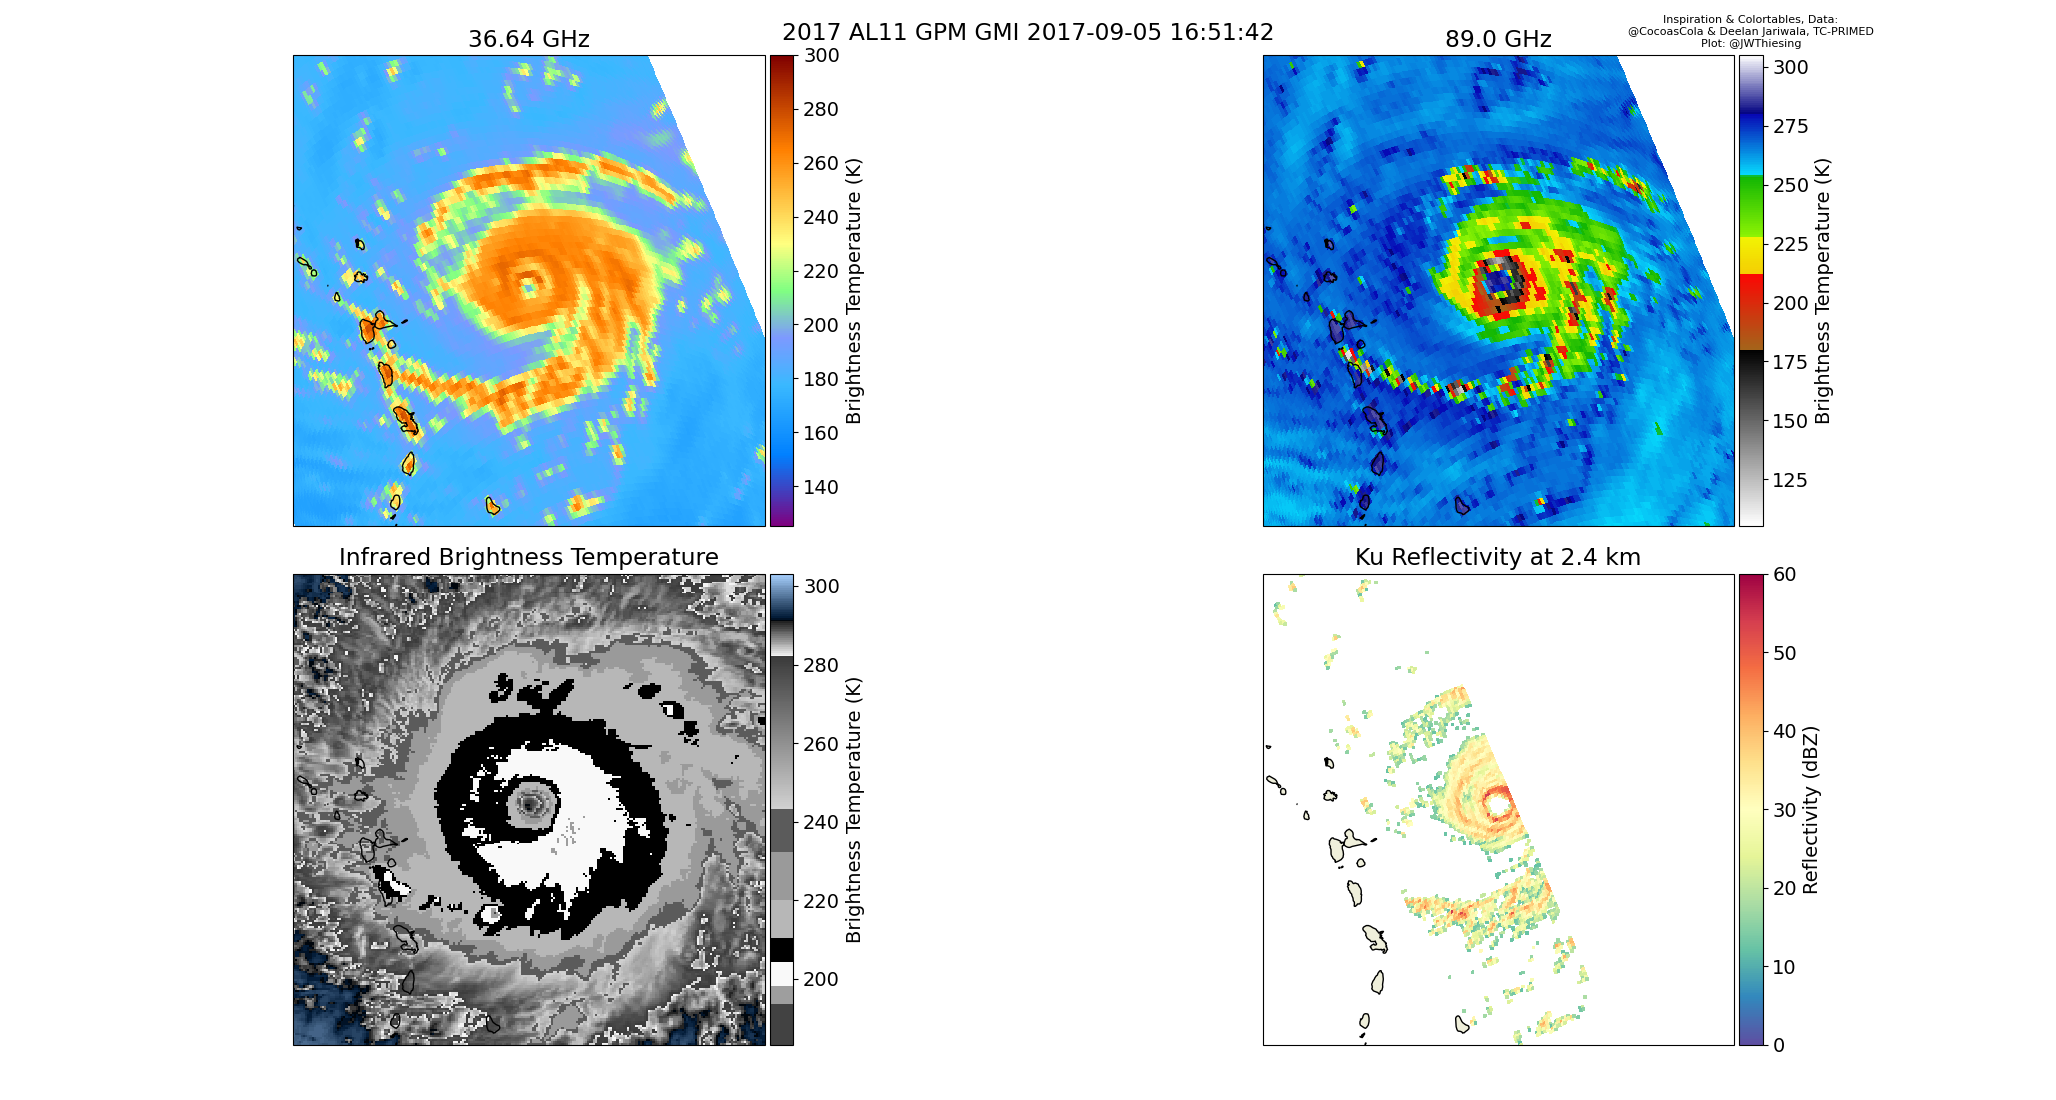 2017 AL11 GPM GMI 2017-09-05 16:51:42
Inspiration & Colortables, Data:
@CocoasCola & Deelan Jariwala, TC-PRIMED
Plot: @JWThiesing
36.64 GHz
300
280
260
240
220
200
180
160
140
Brightness Temperature (K)
89.0 GHz
300
275
250
225
200
175
150
125
Brightness Temperature (K)
Infrared Brightness Temperature
300
280
260
240
220
200
Brightness Temperature (K)
Ku Reflectivity at 2.4 km
60
50
40
30
20
10
0
Reflectivity (dBZ)